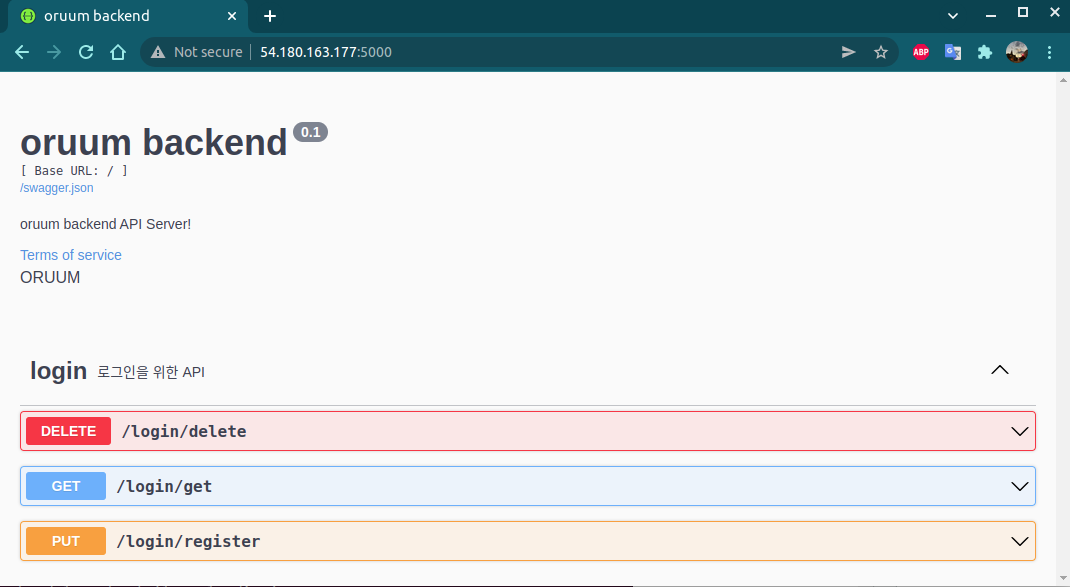 oruum backend
Not secure 54.180.163.177:5000
ABP
oruum backend 0.1
[ Base URL: / ]
/swagger.json
oruum backend API Server!
Terms of service
ORUUM
login 로그인을 위한 API
DELETE /login/delete
GET /login/get
PUT /login/register